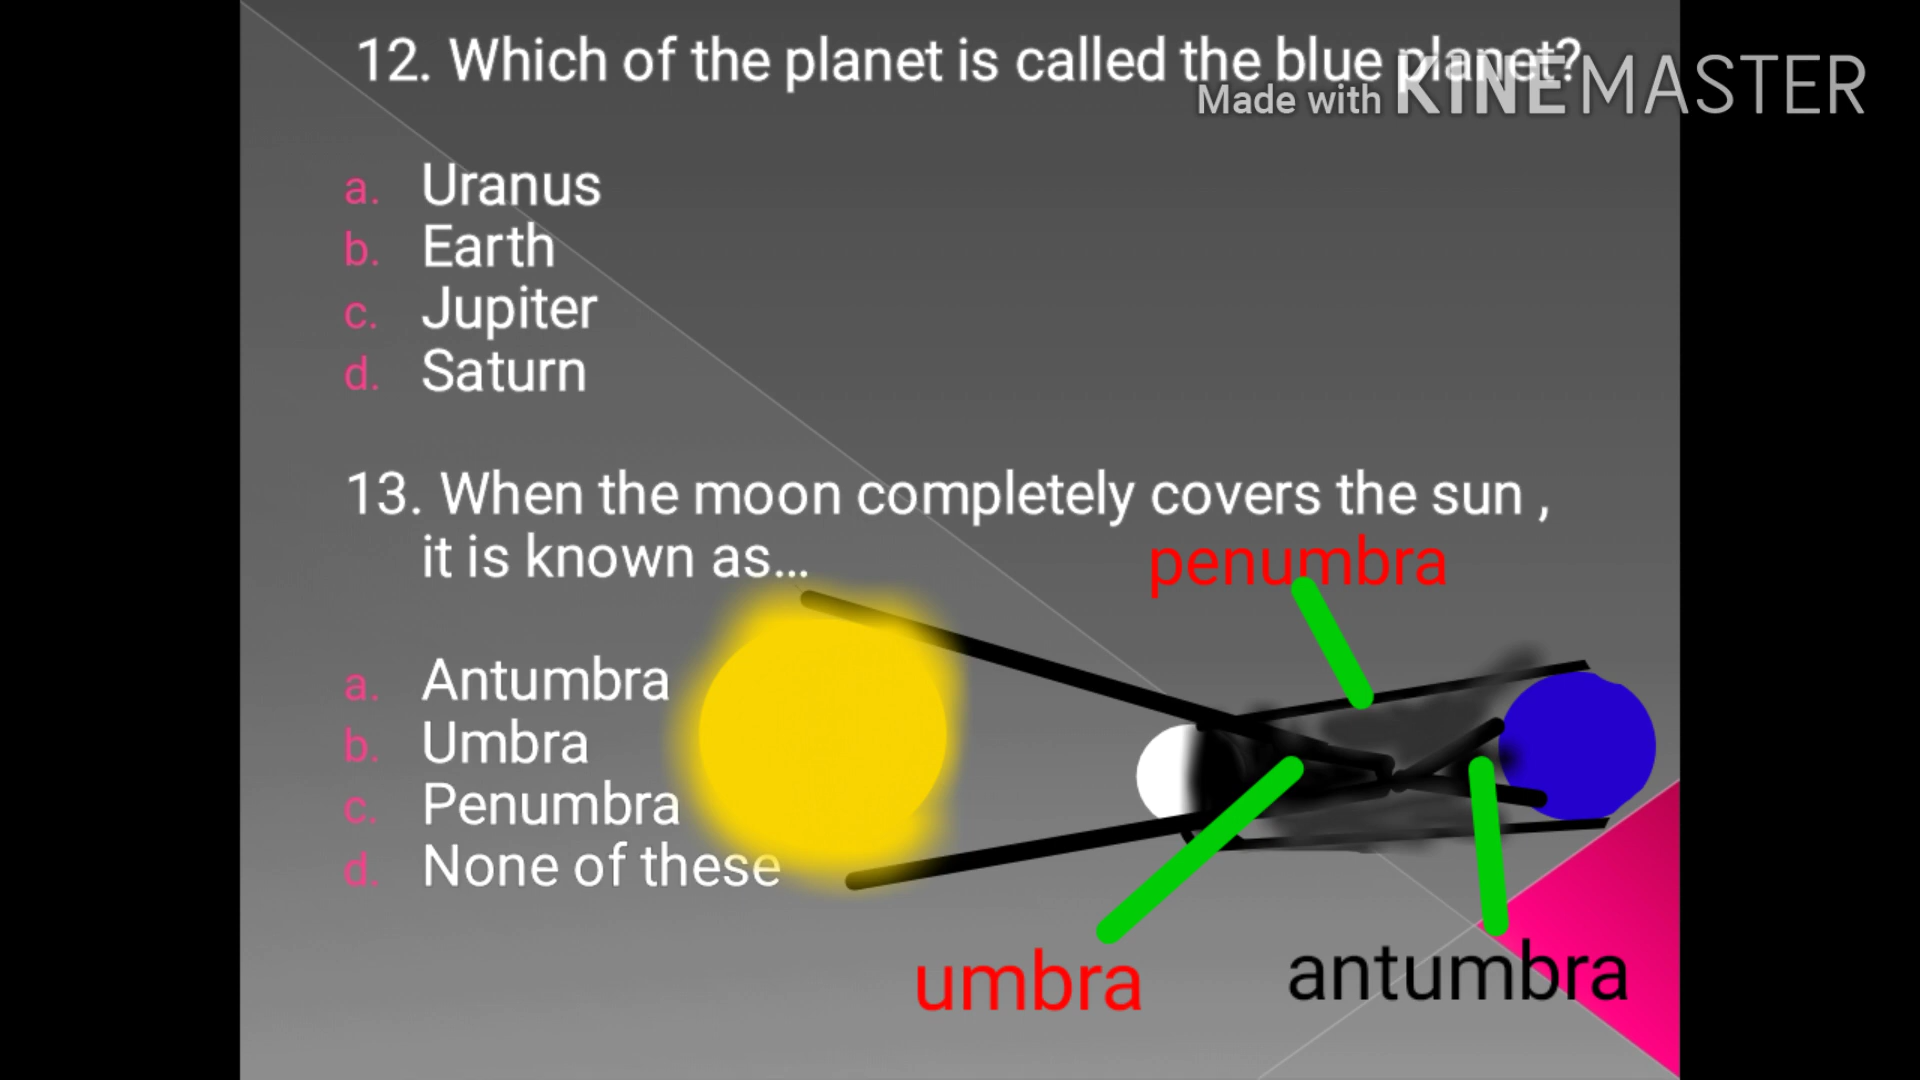 12. Which of the planet is called the blue planet?
Made with KINEMASTER
a. Uranus
b. Earth
c. Jupiter
d. Saturn
13. When the moon completely covers the sun ,
it is known as...
penumbra
a. Antumbra
b. Umbra
c. Penumbra
d. None of these
umbra
antumbra